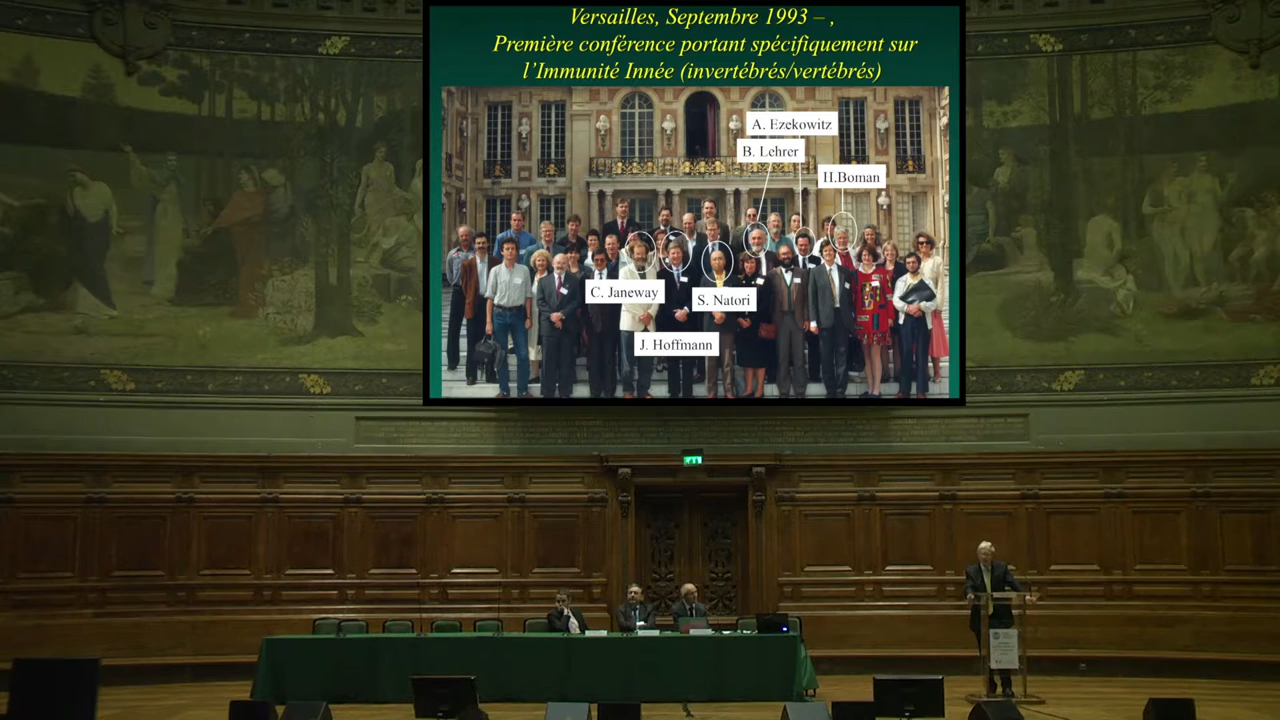 Versailles, Septembre 1993 – ,
Première conférence portant spécifiquement sur
l'Immunité Innée (invertébrés/vertébrés)
A. Ezekowitz
B. Lehrer
H.Boman
C. Janeway
S. Natori
J. Hoffmann